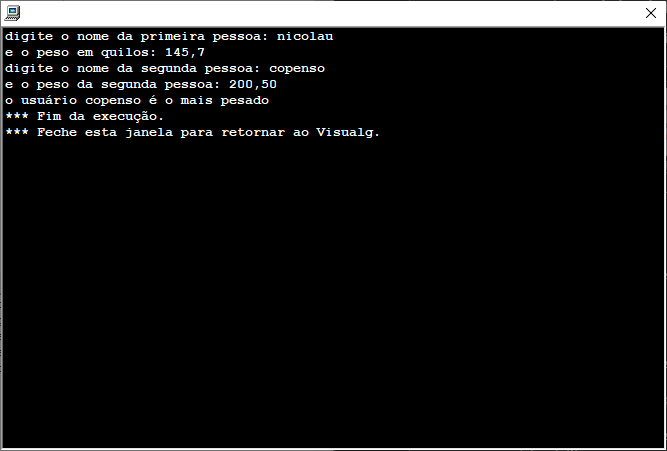 digite o nome da primeira pessoa: nicolau
e o peso em quilos: 145,7
digite o nome da segunda pessoa: copenso
e o peso da segunda pessoa: 200,50
o usuário copenso é o mais pesado
*** Fim da execução.
*** Feche esta janela para retornar ao Visualg.